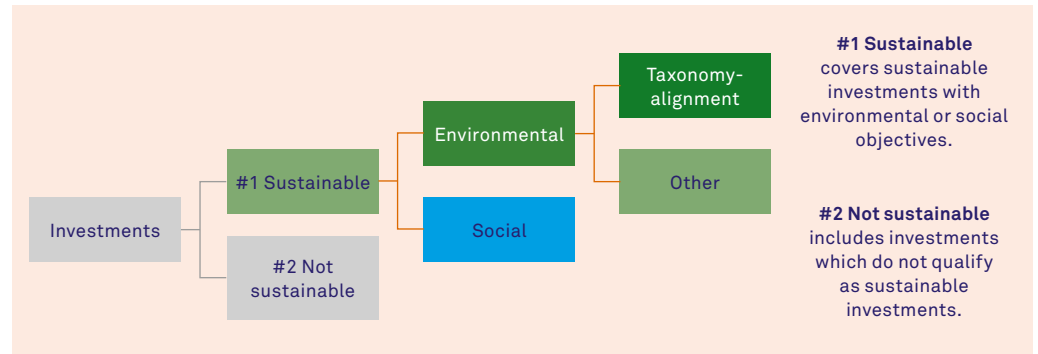 Investments
#1 Sustainable
#2 Not
sustainable
Environmental
Social
Taxonomy-
alignment
Other
#1 Sustainable
covers sustainable
investments with
environmental or social
objectives.
#2 Not sustainable
includes investments
which do not qualify
as sustainable
investments.